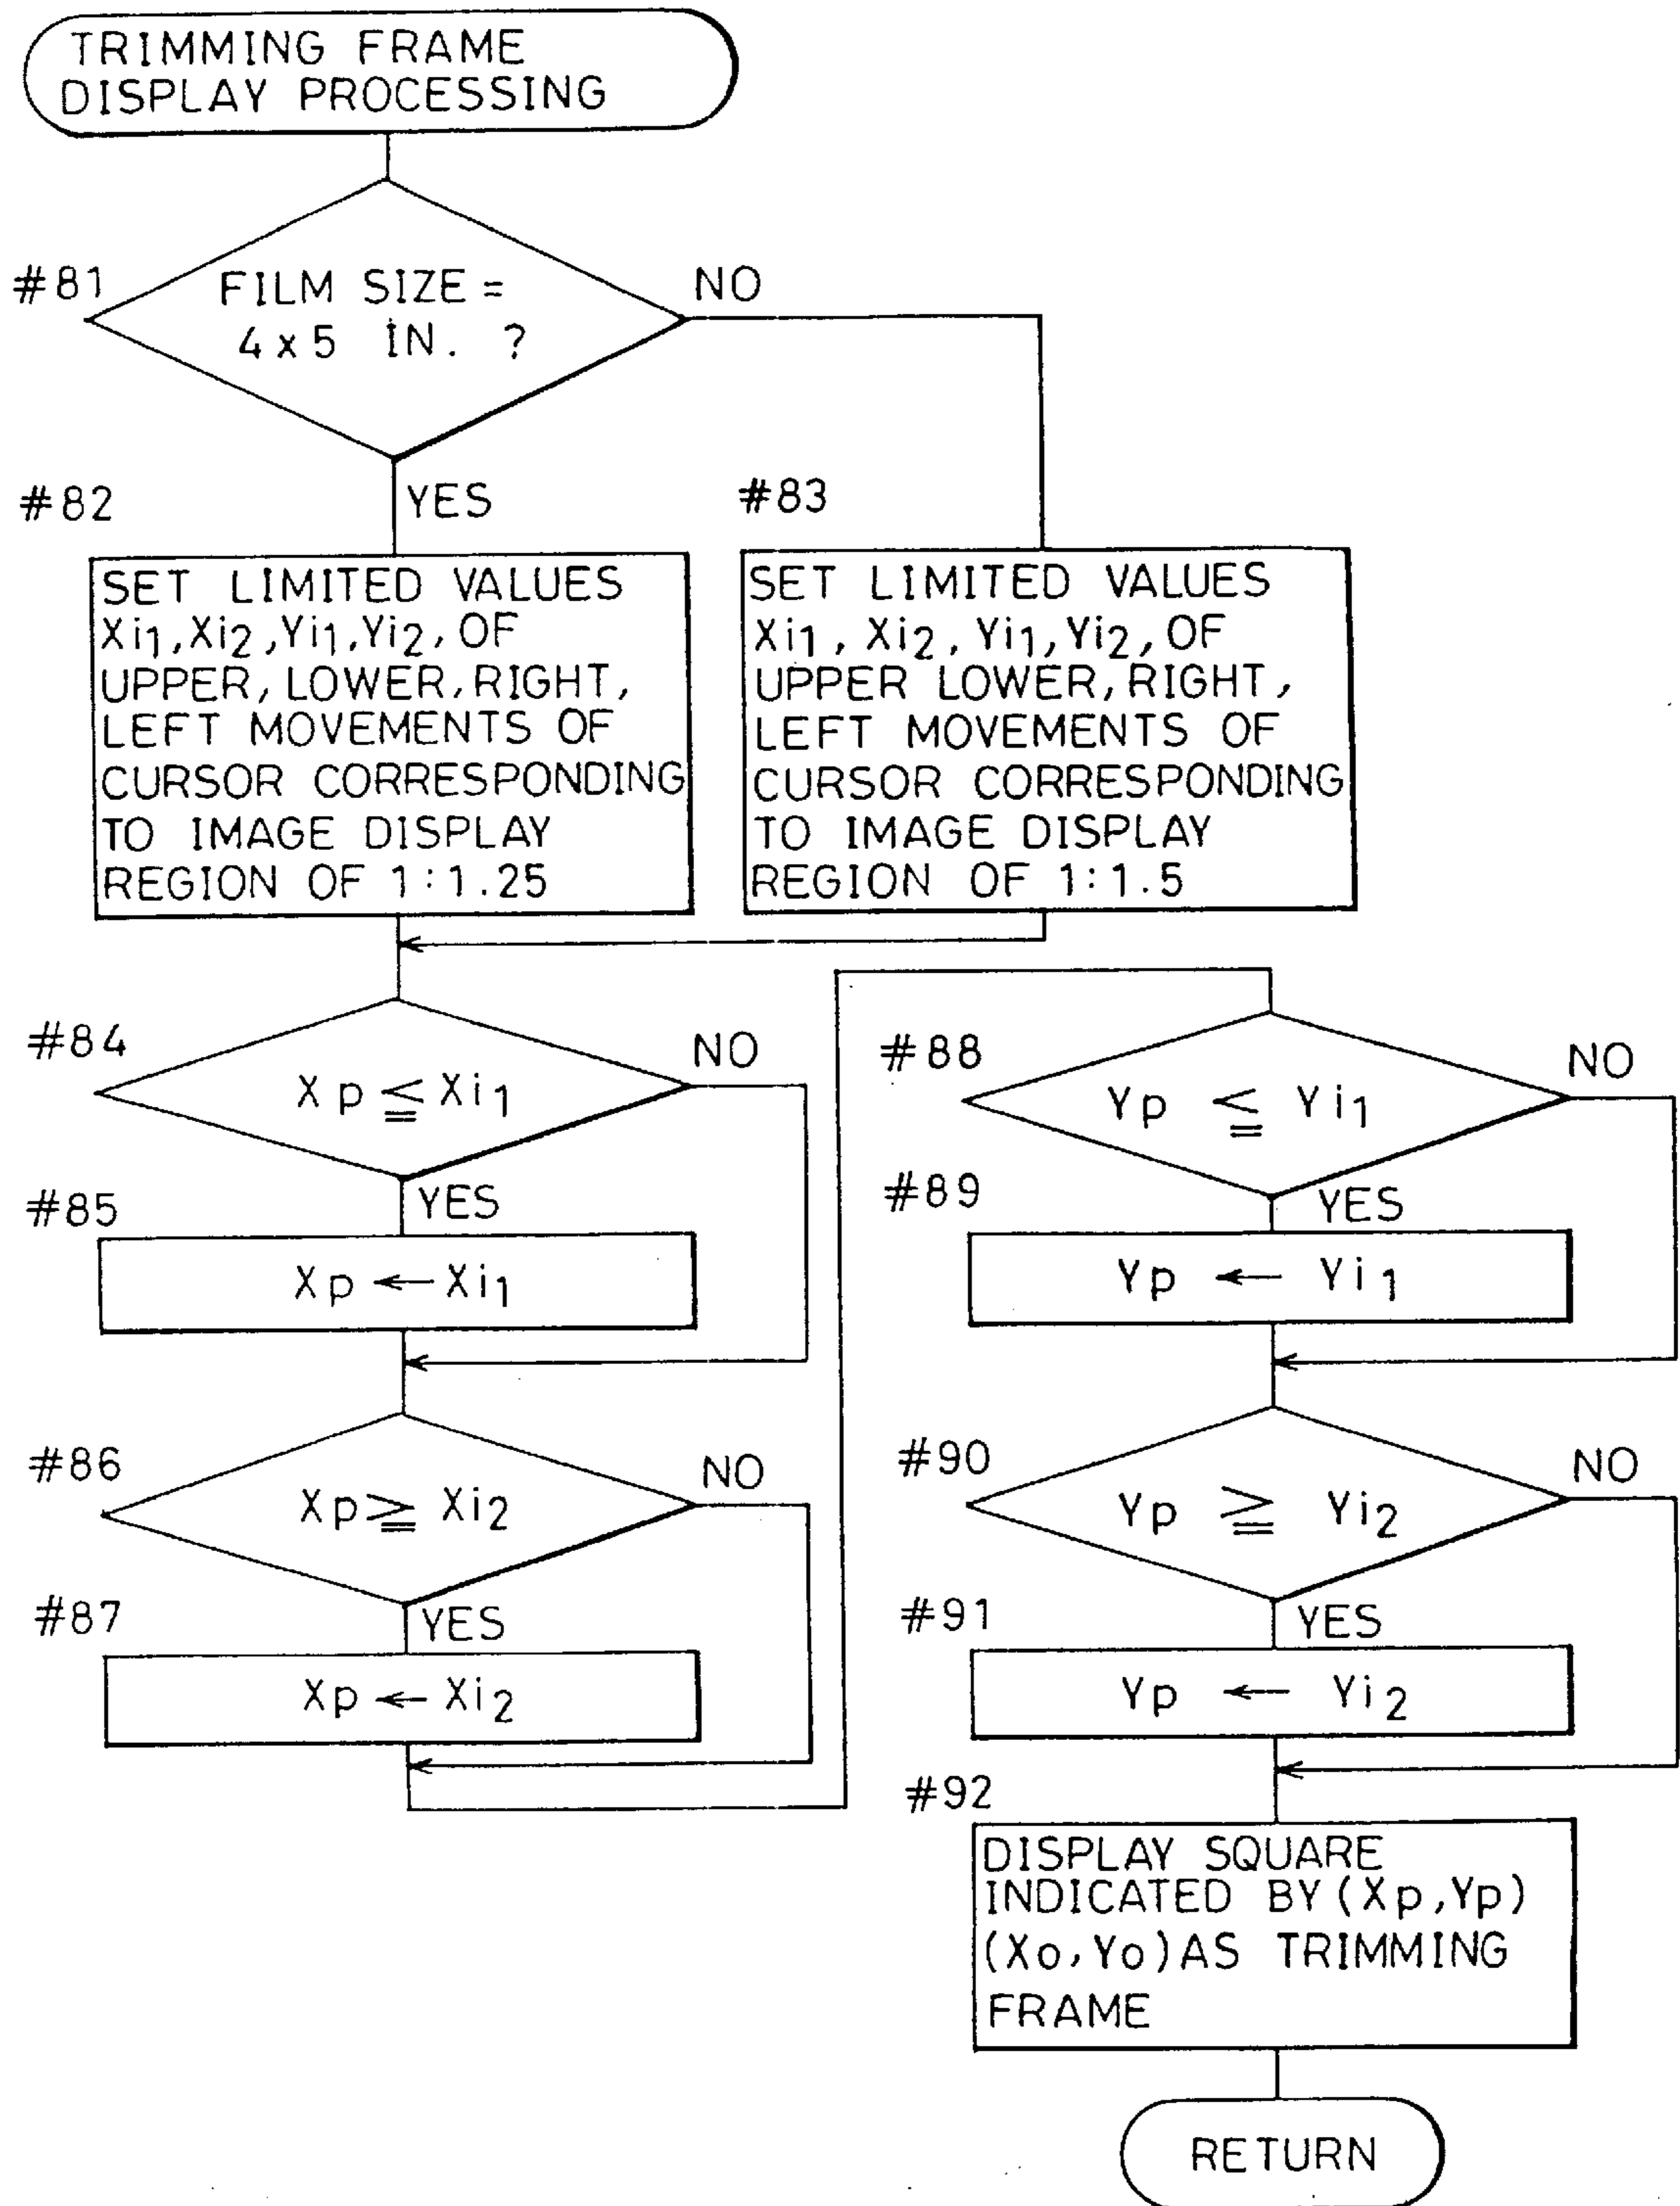 TRIMMING FRAME
DISPLAY PROCESSING
#81
FILM SIZE =
4 x 5 IN. ?
NO
YES
#82
SET LIMITED VALUES
Xi1, Xi2, Yi1, Yi2, OF
UPPER, LOWER, RIGHT,
LEFT MOVEMENTS OF
CURSOR CORRESPONDING
TO IMAGE DISPLAY
REGION OF 1:1.25
#83
SET LIMITED VALUES
Xi1, Xi2, Yi1, Yi2, OF
UPPER LOWER, RIGHT,
LEFT MOVEMENTS OF
CURSOR CORRESPONDING
TO IMAGE DISPLAY
REGION OF 1:1.5
#84
Xp ≦ Xi1
NO
YES
#85
Xp ← Xi1
#86
Xp ≧ Xi2
NO
YES
#87
Xp ← Xi2
#88
Yp ≦ Yi1
NO
YES
#89
Yp ← Yi1
#90
Yp ≧ Yi2
NO
YES
#91
Yp ← Yi2
#92
DISPLAY SQUARE
INDICATED BY (Xp, Yp)
(Xo, Yo) AS TRIMMING
FRAME
RETURN